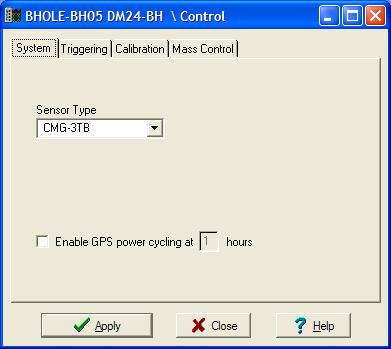 BHOLE-BH05 DM24-BH \ Control
System Triggering Calibration Mass Control
Sensor Type
CMG-3TB
Enable GPS power cycling at 1 hours
Apply Close ? Help